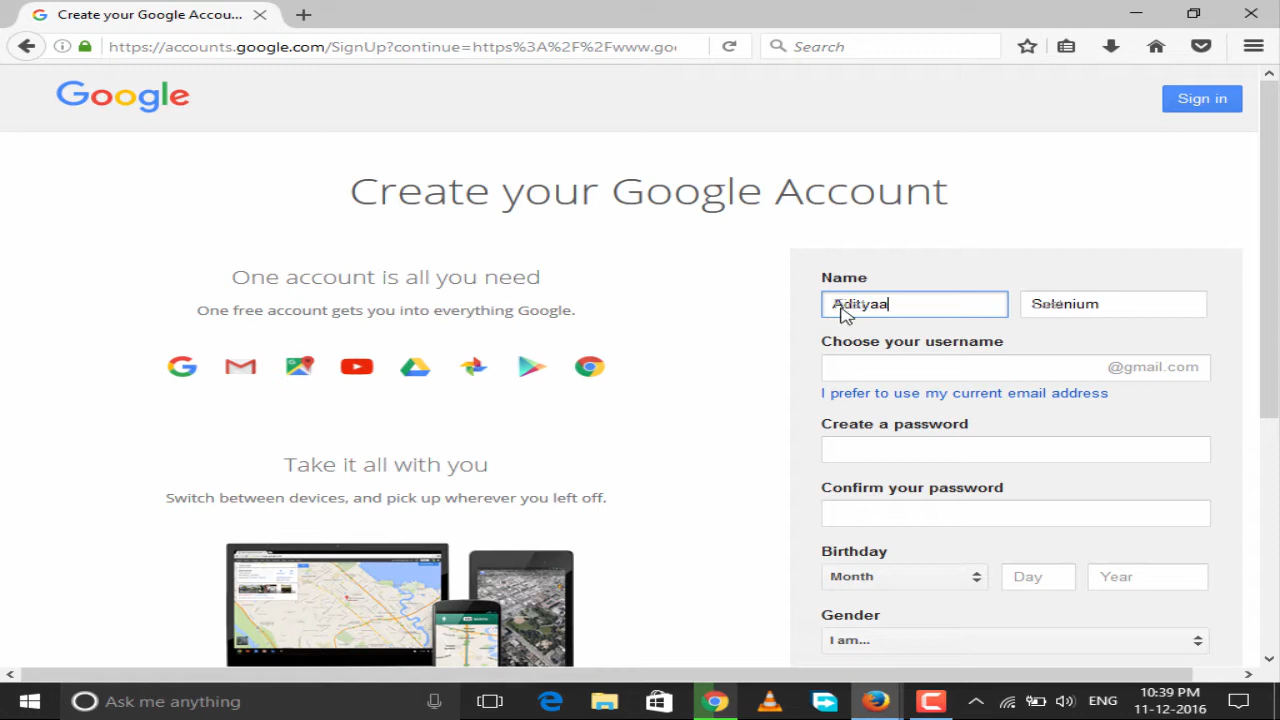 Create your Google Accou...
https://accounts.google.com/SignUp?continue=https%3A%2F%2Fwww.go
Search
Google
Sign in
Create your Google Account
One account is all you need
One free account gets you into everything Google.
Take it all with you
Switch between devices, and pick up wherever you left off.
Name
Adityaa Selenium
Choose your username
@gmail.com
I prefer to use my current email address
Create a password
Confirm your password
Birthday
Month Day Year
Gender
I am...
Ask me anything
ENG
10:39 PM
11-12-2016